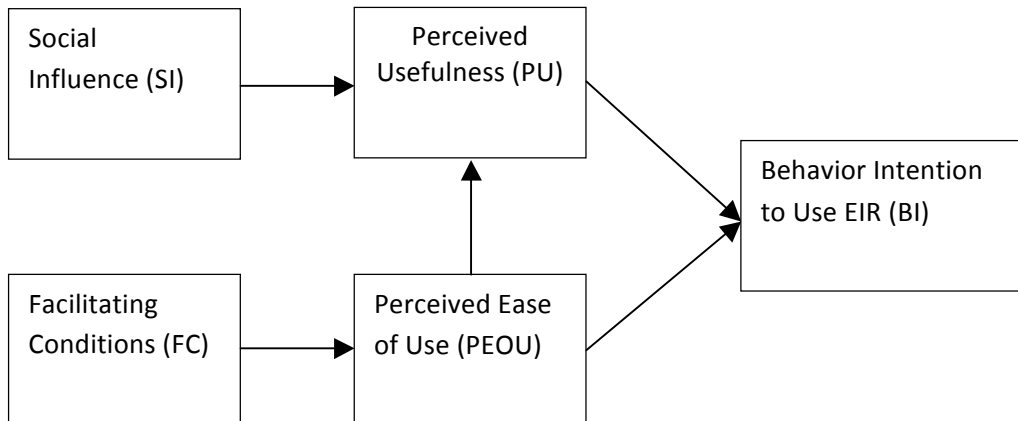 Social
Influence (SI)
Perceived
Usefulness (PU)
Behavior Intention
to Use EIR (BI)
Facilitating
Conditions (FC)
Perceived Ease
of Use (PEOU)